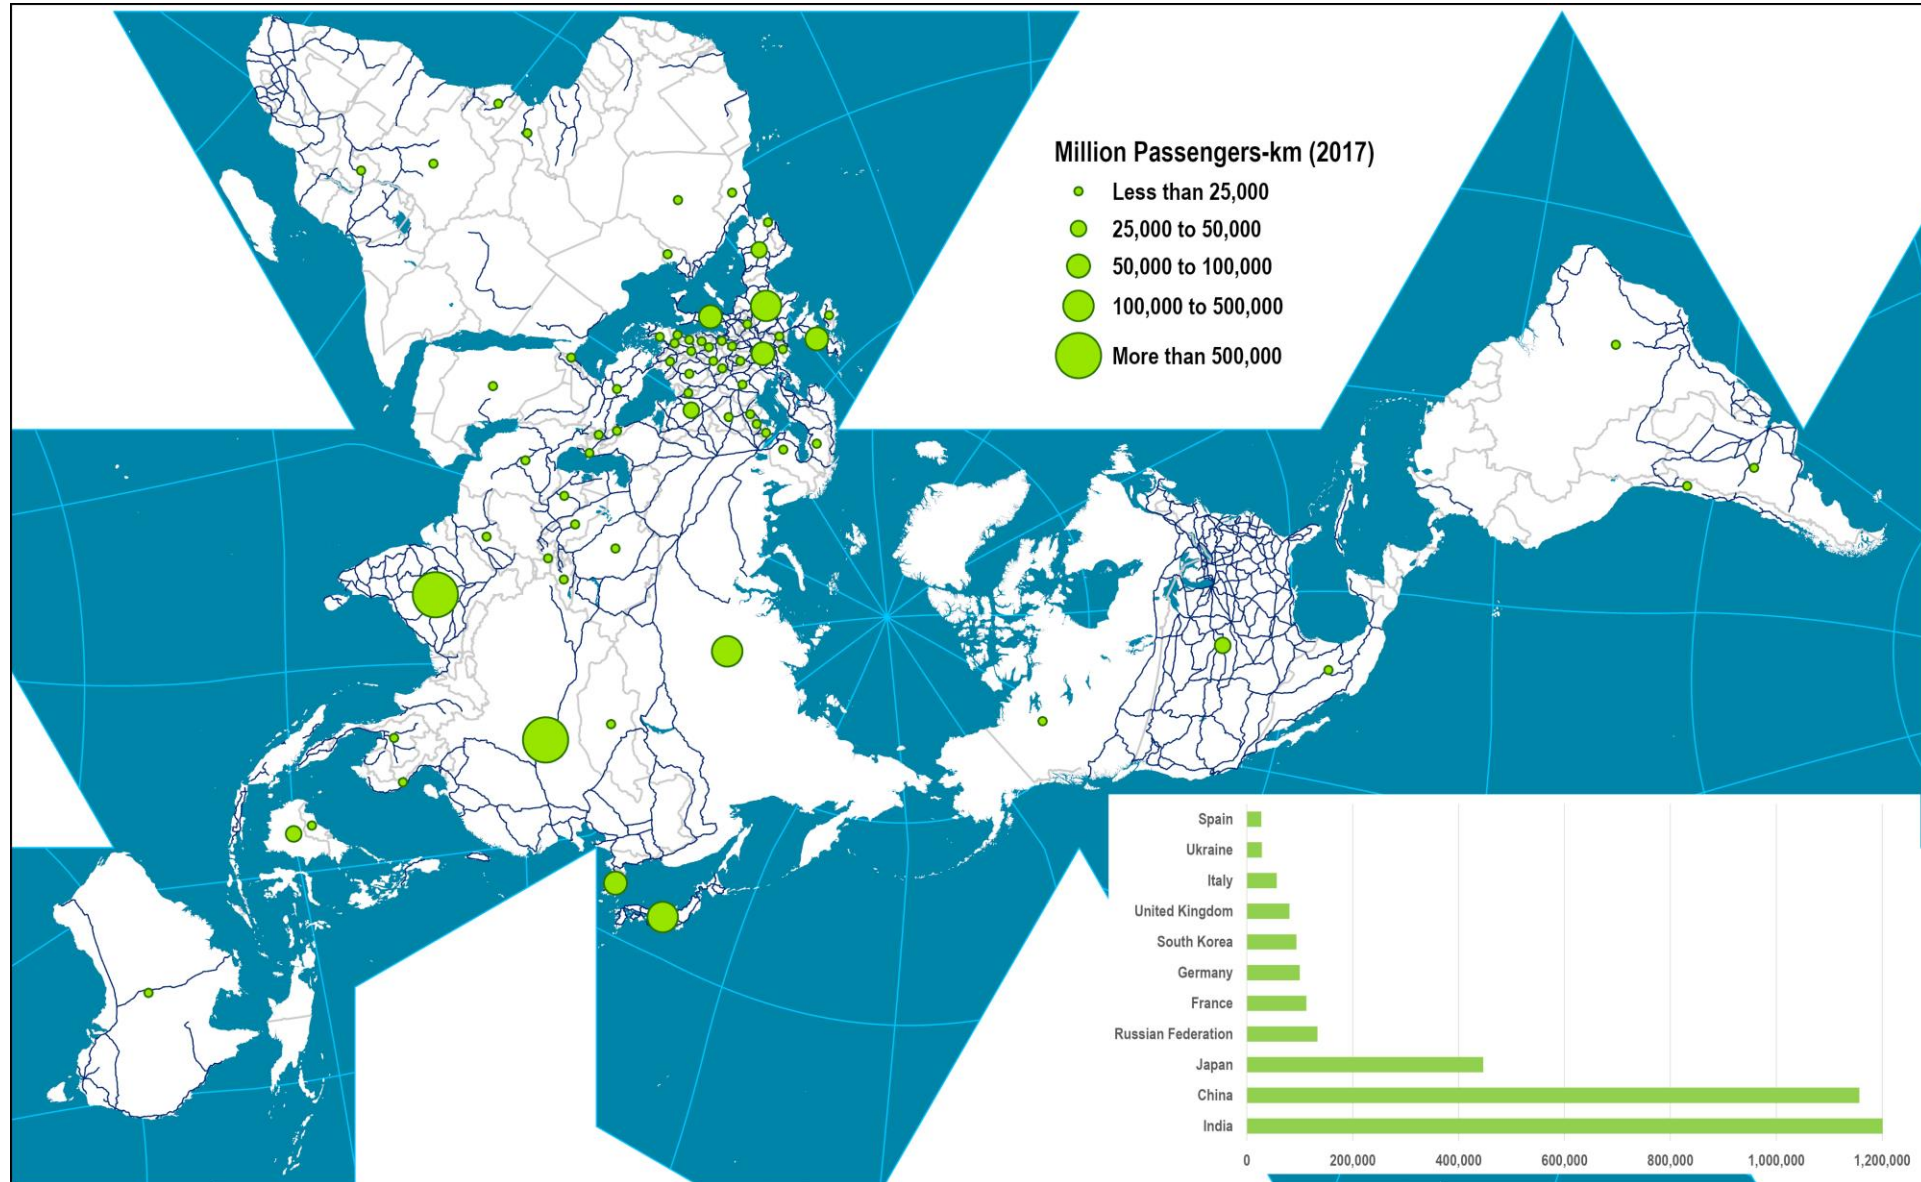 Million Passengers-km (2017)
Less than 25,000
25,000 to 50,000
50,000 to 100,000
100,000 to 500,000
More than 500,000
Spain
Ukraine
Italy
United Kingdom
South Korea
Germany
France
Russian Federation
Japan
China
India
0 200,000 400,000 600,000 800,000 1,000,000 1,200,000